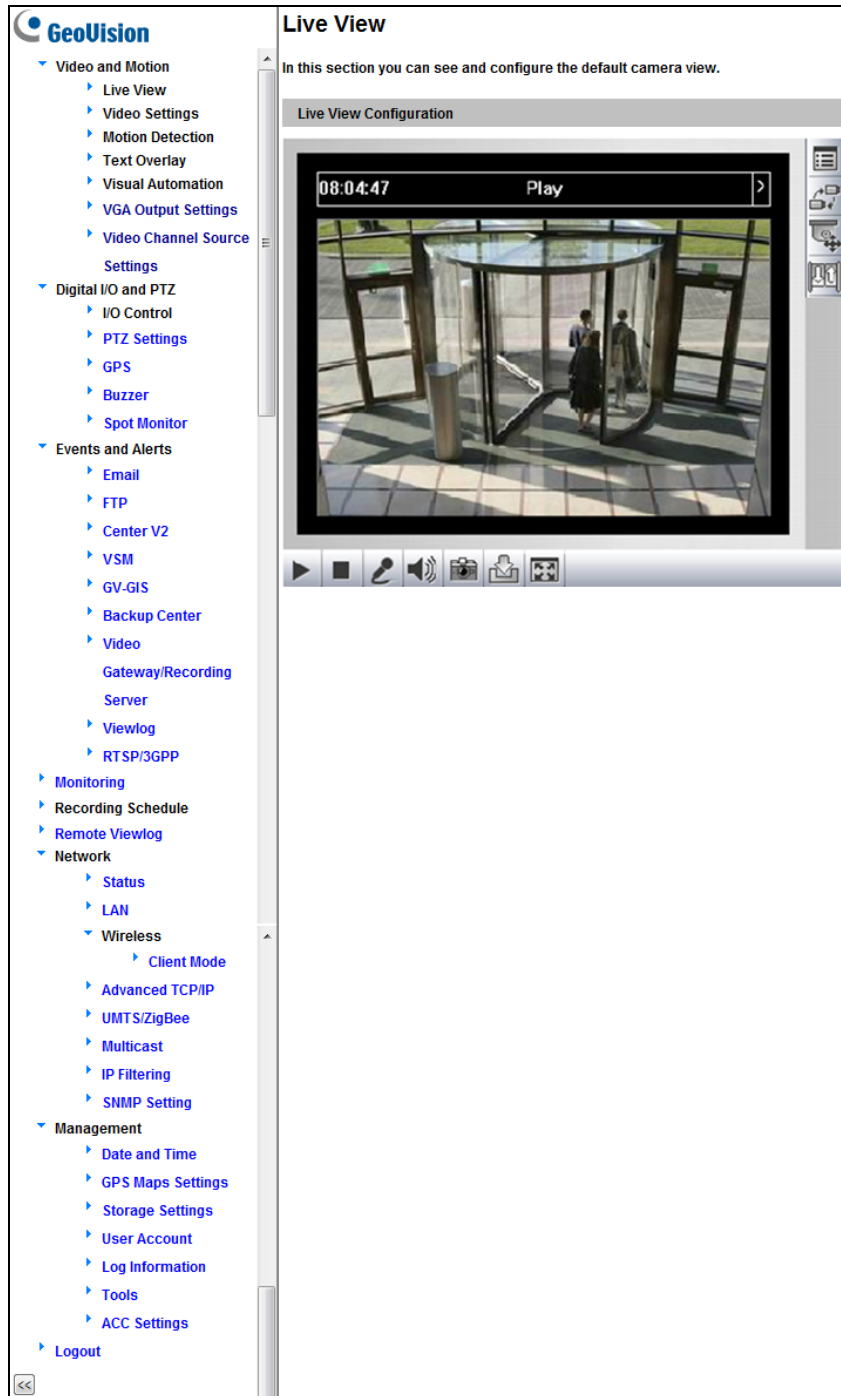 GeoVision
Video and Motion
Live View
Video Settings
Motion Detection
Text Overlay
Visual Automation
VGA Output Settings
Video Channel Source
Settings
Digital I/O and PTZ
I/O Control
PTZ Settings
GPS
Buzzer
Spot Monitor
Events and Alerts
Email
FTP
Center V2
VSM
GV-GIS
Backup Center
Video
Gateway/Recording
Server
Viewlog
RTSP/3GPP
Monitoring
Recording Schedule
Remote Viewlog
Network
Status
LAN
Wireless
Client Mode
Advanced TCP/IP
UMTS/ZigBee
Multicast
IP Filtering
SNMP Setting
Management
Date and Time
GPS Maps Settings
Storage Settings
User Account
Log Information
Tools
ACC Settings
Logout
<<
Live View
In this section you can see and configure the default camera view.
Live View Configuration
08:04:47 Play >